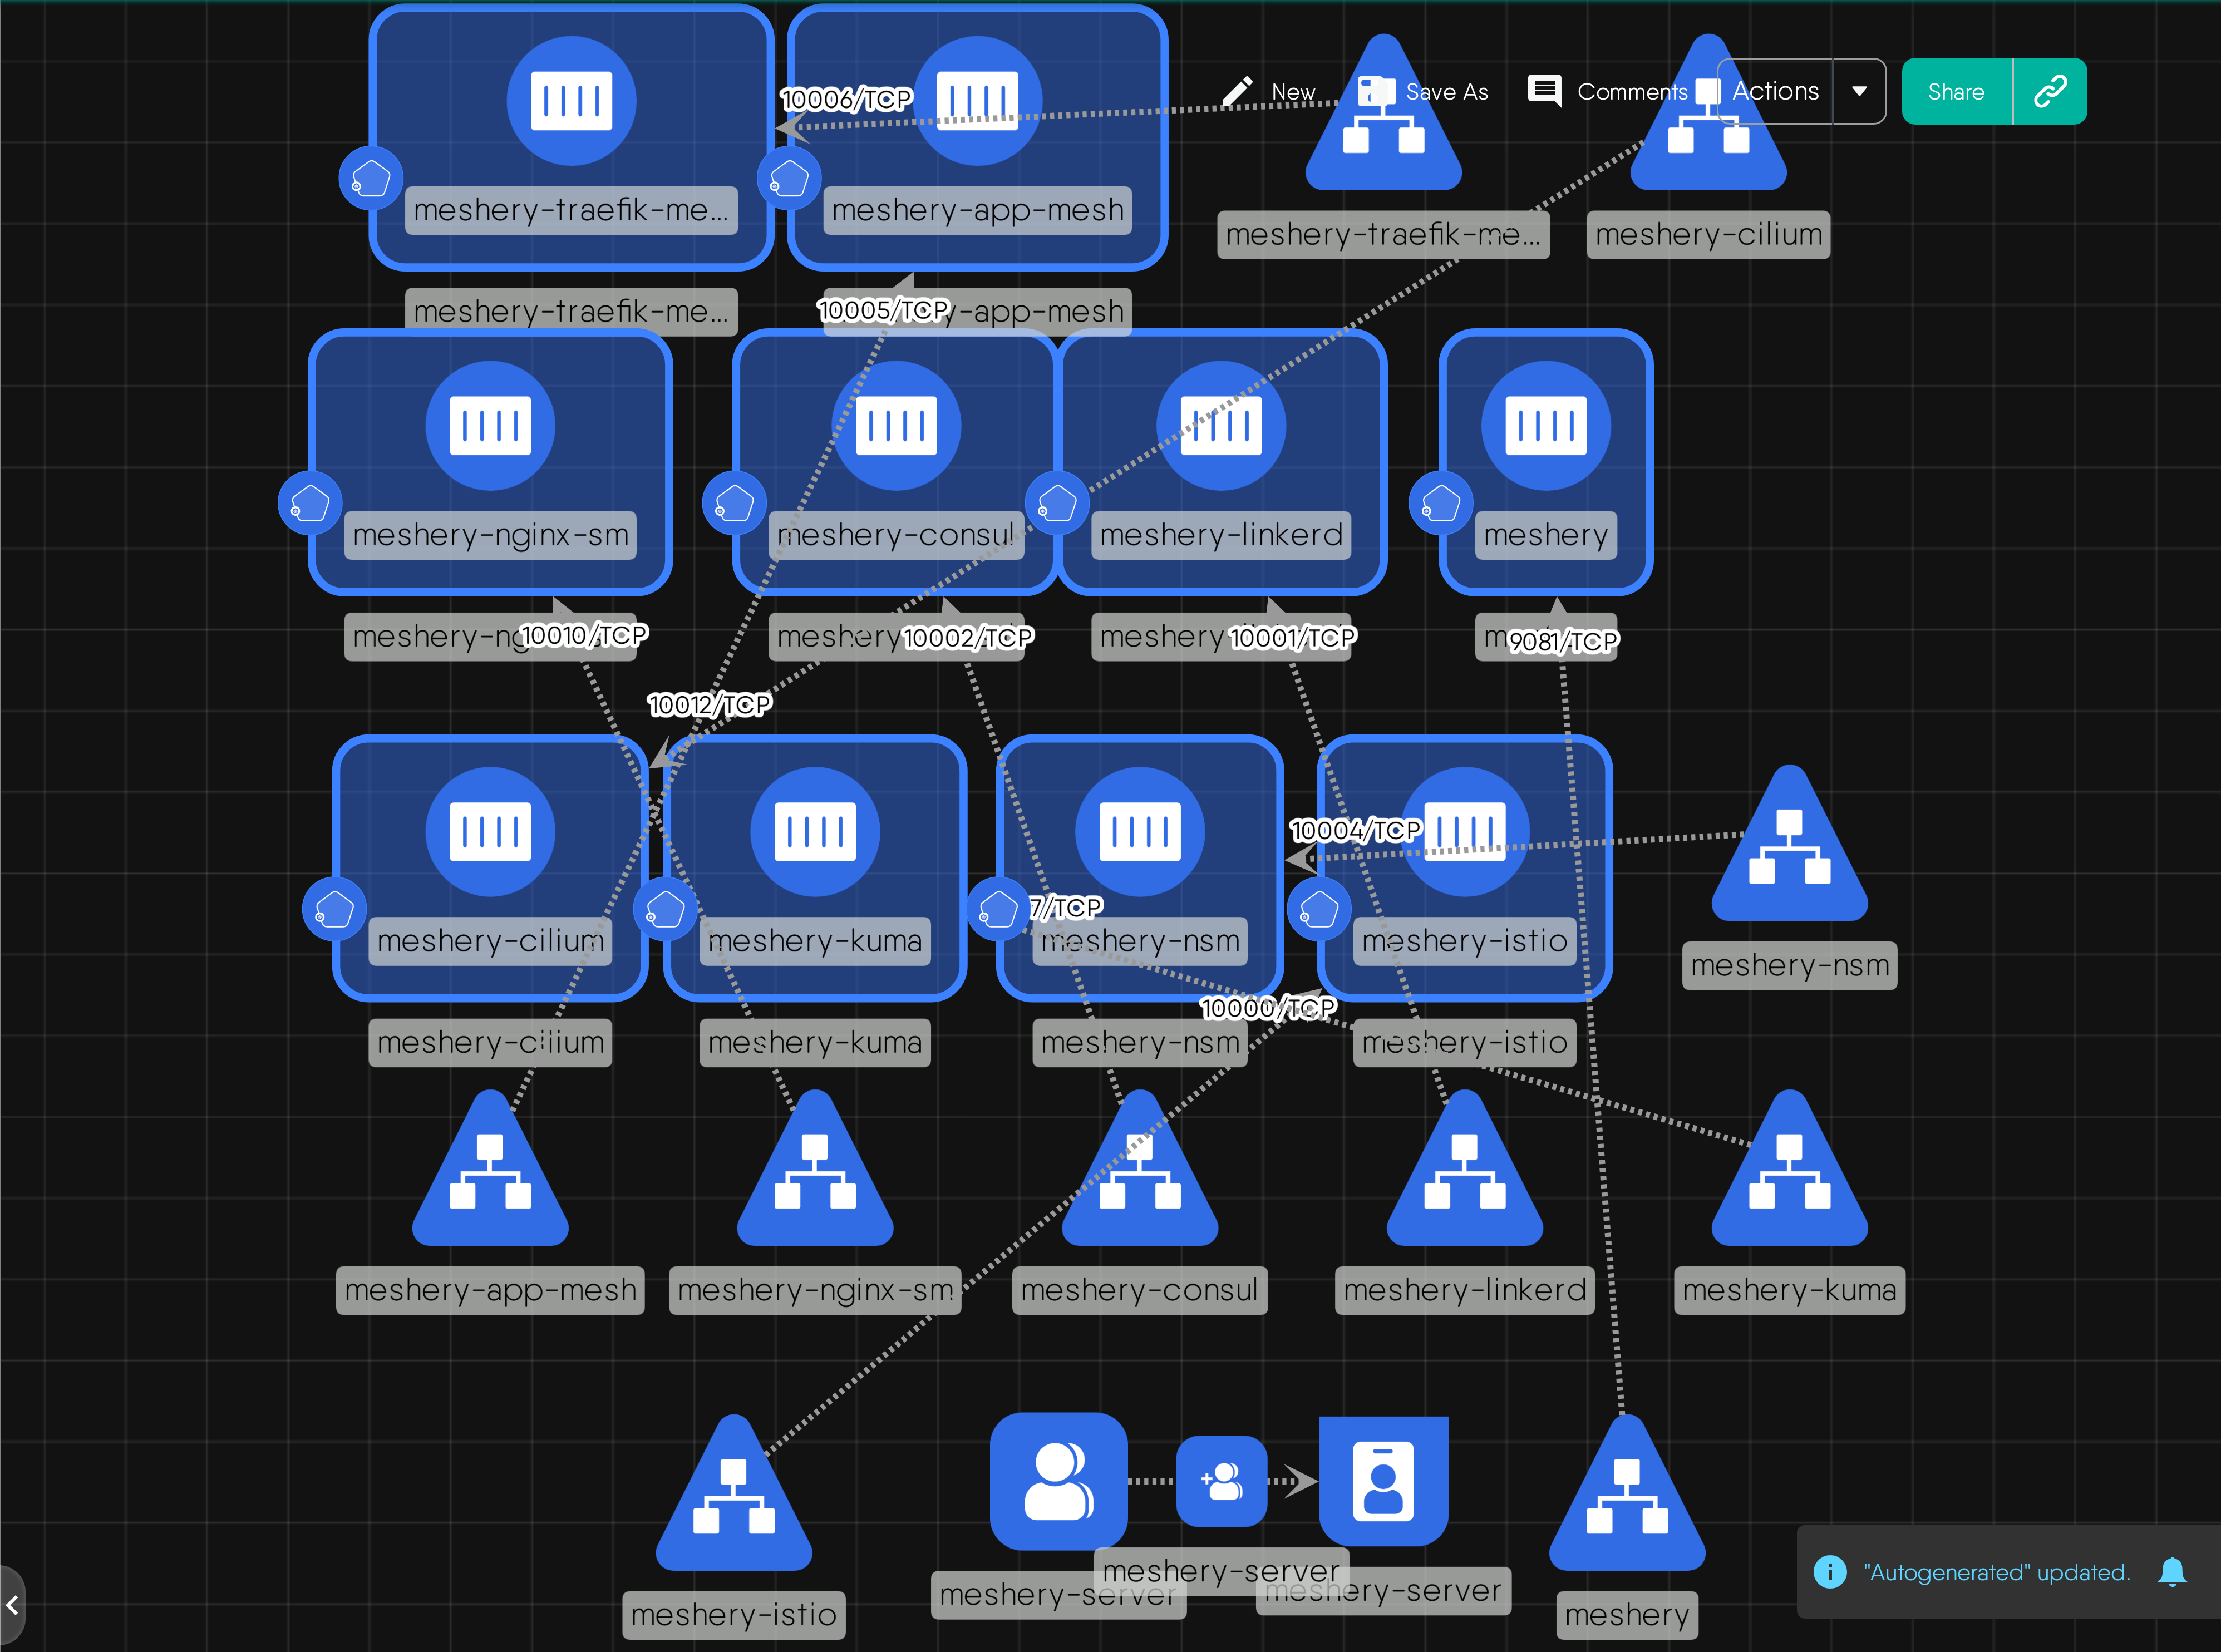 10006/TCP
New
Save As
Comments
Actions
Share
meshery-traefik-me...
meshery-app-mesh
meshery-traefik-me...
meshery-cilium
meshery-traefik-me...
10005/TCP
-app-mesh
meshery-nginx-sm
meshery-consul
meshery-linkerd
meshery
10010/TCP
meshery
10002/TCP
meshery
10001/TCP
9081/TCP
10012/TCP
10004/TCP
7/TCP
meshery-cilium
meshery-kuma
meshery-nsm
meshery-istio
meshery-nsm
10000/TCP
meshery-cilium
meshery-kuma
meshery-nsm
meshery-istio
meshery-app-mesh
meshery-nginx-sm
meshery-consul
meshery-linkerd
meshery-kuma
"Autogenerated" updated.
meshery-server
meshery-server
meshery-server
meshery-istio
meshery